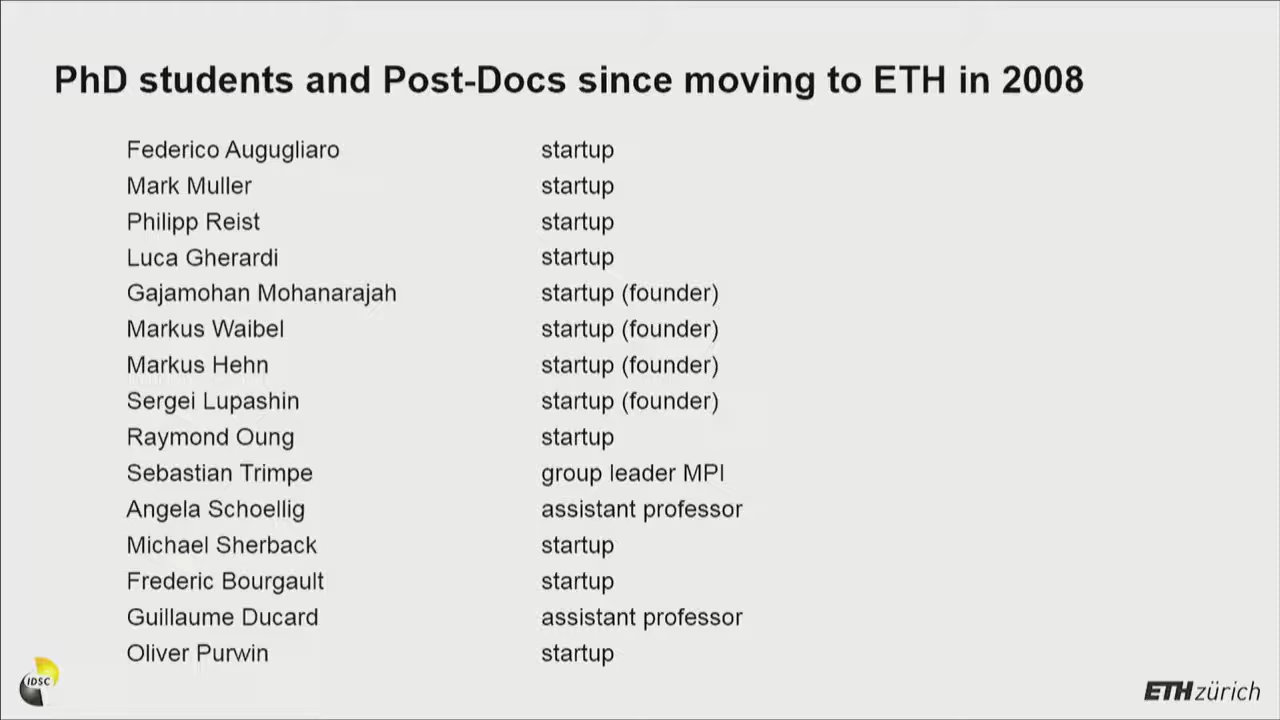 PhD students and Post-Docs since moving to ETH in 2008
Federico Augugliaro startup
Mark Muller startup
Philipp Reist startup
Luca Gherardi startup
Gajamohan Mohanarajah startup (founder)
Markus Waibel startup (founder)
Markus Hehn startup (founder)
Sergei Lupashin startup (founder)
Raymond Oung startup
Sebastian Trimpe group leader MPI
Angela Schoellig assistant professor
Michael Sherback startup
Frederic Bourgault startup
Guillaume Ducard assistant professor
Oliver Purwin startup
IDSC
ETH zürich